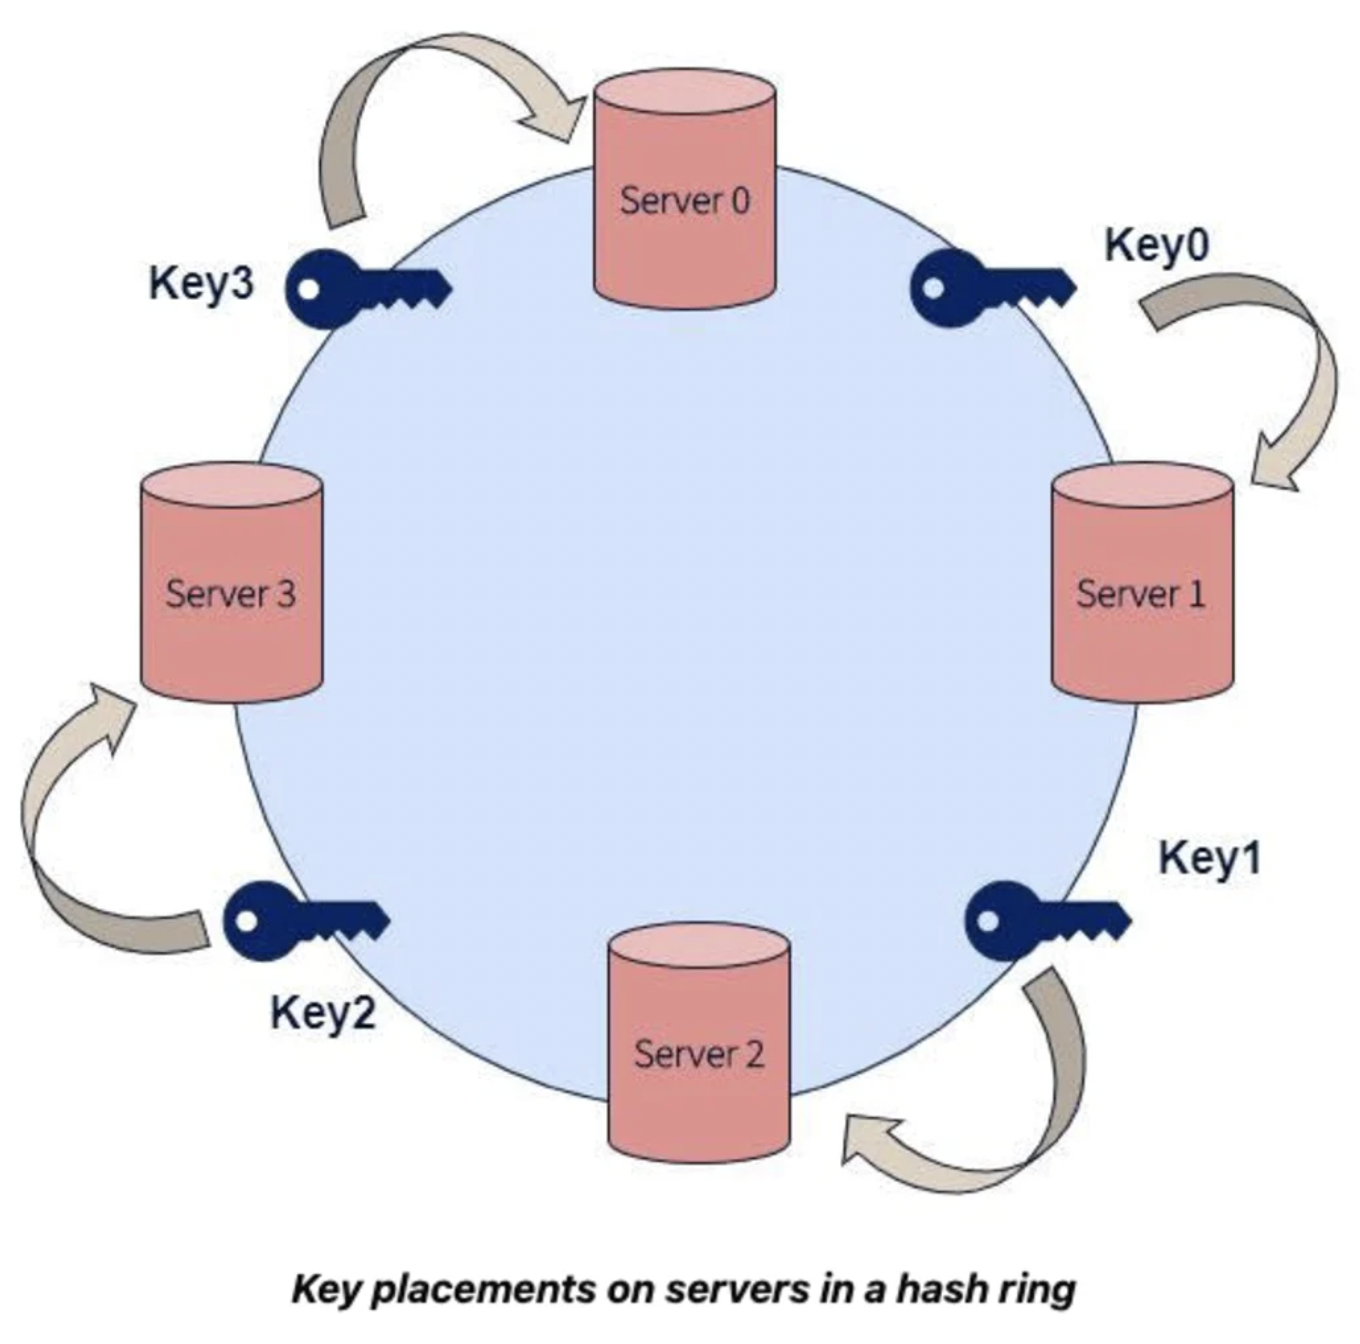 Server 0
Key0
Key3
Server 3
Server 1
Key1
Key2
Server 2
Key placements on servers in a hash ring